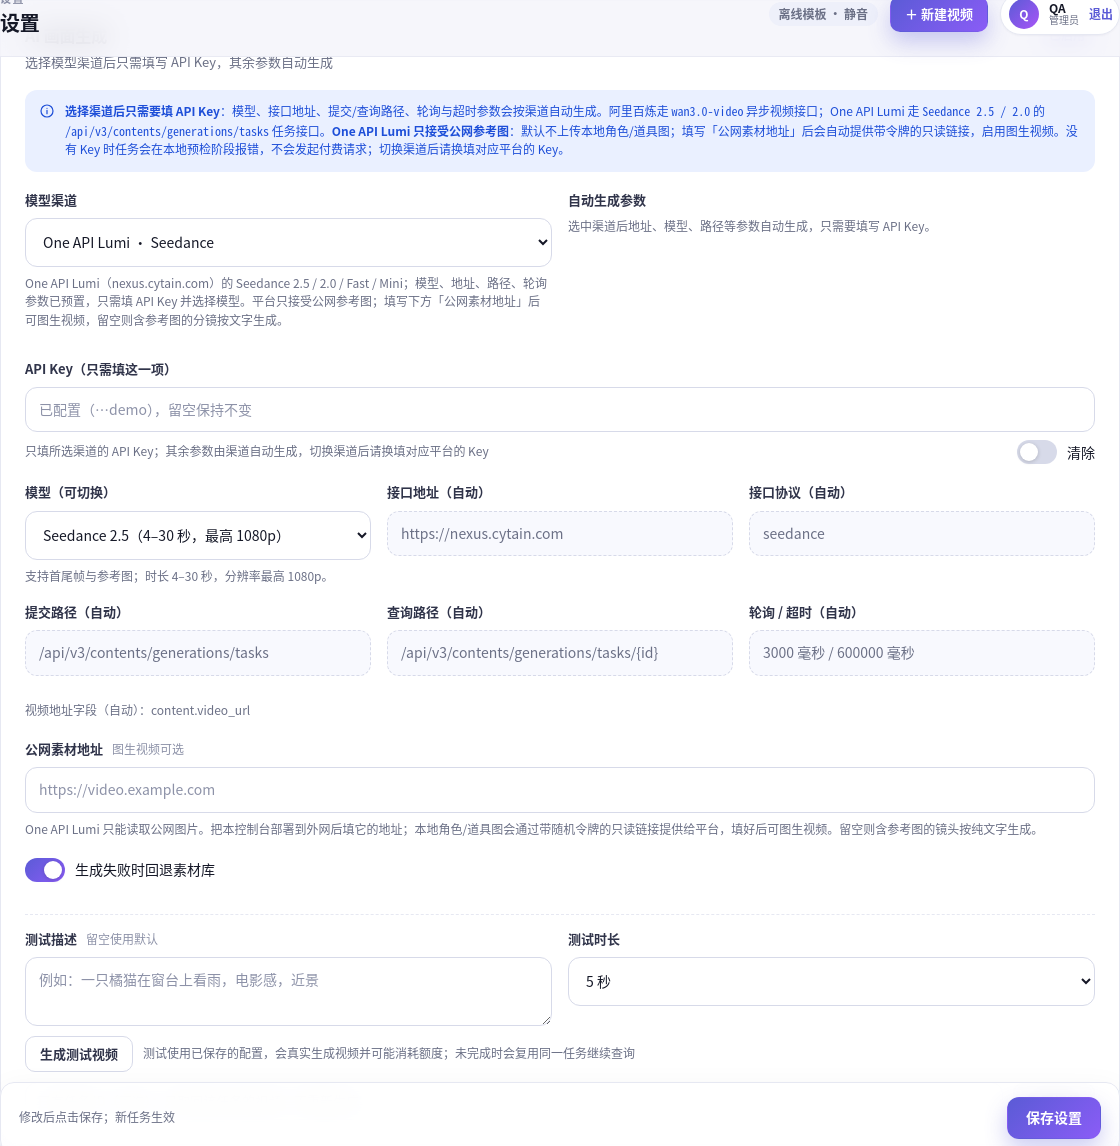 设置
设置
离线模板 · 静音
＋ 新建视频
Q
QA
管理员
退出
选择模型渠道后只需填写 API Key，其余参数自动生成
选择渠道后只需要填 API Key：模型、接口地址、提交/查询路径、轮询与超时参数会按渠道自动生成。阿里百炼走 wan3.0-video 异步视频接口；One API Lumi 走 Seedance 2.5 / 2.0 的
/api/v3/contents/generations/tasks 任务接口。One API Lumi 只接受公网参考图：默认不上传本地角色/道具图；填写「公网素材地址」后会自动提供带令牌的只读链接，启用图生视频。没
有 Key 时任务会在本地预检阶段报错，不会发起付费请求；切换渠道后请换填对应平台的 Key。
模型渠道
自动生成参数
One API Lumi · Seedance
选中渠道后地址、模型、路径等参数自动生成，只需要填写 API Key。
One API Lumi（nexus.cytain.com）的 Seedance 2.5 / 2.0 / Fast / Mini；模型、地址、路径、轮询
参数已预置，只需填 API Key 并选择模型。平台只接受公网参考图；填写下方「公网素材地址」后
可图生视频，留空则含参考图的分镜按文字生成。
API Key（只需填这一项）
已配置（…demo），留空保持不变
只填所选渠道的 API Key；其余参数由渠道自动生成，切换渠道后请换填对应平台的 Key
清除
模型（可切换）
接口地址（自动）
接口协议（自动）
Seedance 2.5（4–30 秒，最高 1080p）
https://nexus.cytain.com
seedance
支持首尾帧与参考图；时长 4–30 秒，分辨率最高 1080p。
提交路径（自动）
查询路径（自动）
轮询 / 超时（自动）
/api/v3/contents/generations/tasks
/api/v3/contents/generations/tasks/{id}
3000 毫秒 / 600000 毫秒
视频地址字段（自动）：content.video_url
公网素材地址 图生视频可选
https://video.example.com
One API Lumi 只能读取公网图片。把本控制台部署到外网后填它的地址；本地角色/道具图会通过带随机令牌的只读链接提供给平台，填好后可图生视频。留空则含参考图的镜头按纯文字生成。
生成失败时回退素材库
测试描述 留空使用默认
测试时长
例如：一只橘猫在窗台上看雨，电影感，近景
5 秒
生成测试视频
测试使用已保存的配置，会真实生成视频并可能消耗额度；未完成时会复用同一任务继续查询
修改后点击保存；新任务生效
保存设置